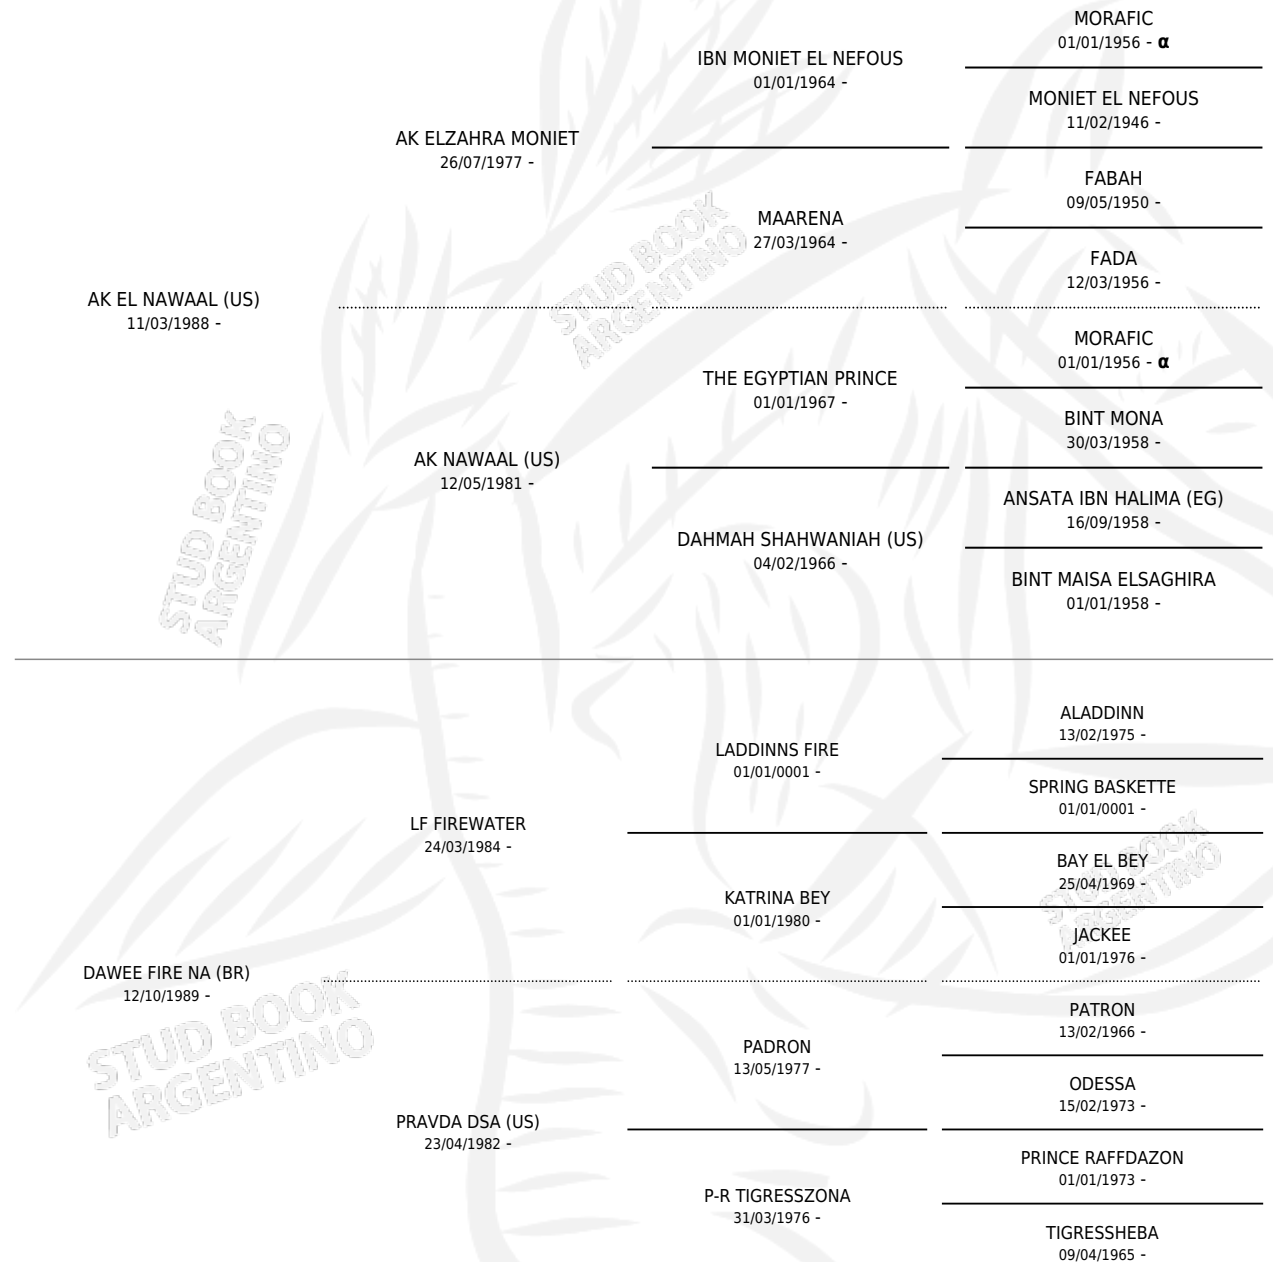 MORAFIC
01/01/1956 - α
IBN MONIET EL NEFOUS
01/01/1964 -
MONIET EL NEFOUS
11/02/1946 -
AK ELZAHRA MONIET
26/07/1977 -
FABAH
09/05/1950 -
MAARENA
27/03/1964 -
FADA
12/03/1956 -
AK EL NAWAAL (US)
11/03/1988 -
MORAFIC
01/01/1956 - α
THE EGYPTIAN PRINCE
01/01/1967 -
BINT MONA
30/03/1958 -
AK NAWAAL (US)
12/05/1981 -
ANSATA IBN HALIMA (EG)
16/09/1958 -
DAHMAH SHAHWANIAH (US)
04/02/1966 -
BINT MAISA ELSAGHIRA
01/01/1958 -
ALADDINN
13/02/1975 -
LADDINNS FIRE
01/01/0001 -
SPRING BASKETTE
01/01/0001 -
LF FIREWATER
24/03/1984 -
BAY EL BEY
25/04/1969 -
KATRINA BEY
01/01/1980 -
JACKEE
01/01/1976 -
DAWEE FIRE NA (BR)
12/10/1989 -
PATRON
13/02/1966 -
PADRON
13/05/1977 -
ODESSA
15/02/1973 -
PRAVDA DSA (US)
23/04/1982 -
PRINCE RAFFDAZON
01/01/1973 -
P-R TIGRESSZONA
31/03/1976 -
TIGRESSHEBA
09/04/1965 -
STUD BOOK
ARGENTINO
STUD BOOK
ARGENTINO
STUD BOOK
ARGENTINO
STUD BOOK
ARGENTINO